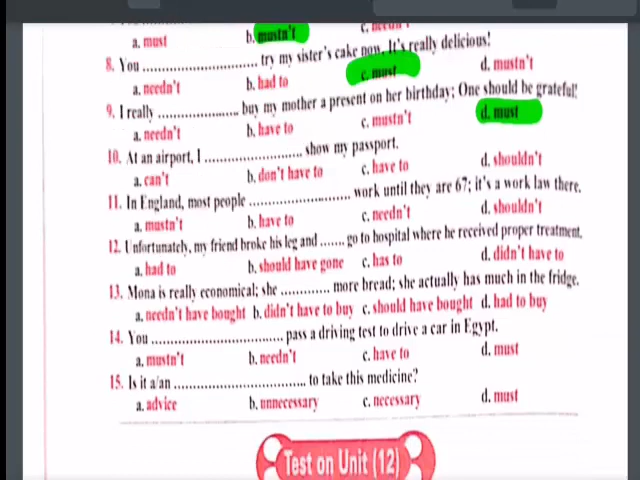 a. must b. mustn't c. needn't
8. You .............................. try my sister's cake now. It's really delicious!
a. needn't b. had to c. must d. mustn't
9. I really ..................... buy my mother a present on her birthday; One should be grateful!
a. needn't b. have to c. mustn't d. must
10. At an airport, I ......................... show my passport.
a. can't b. don't have to c. have to d. shouldn't
11. In England, most people .......................... work until they are 67; it's a work law there.
a. mustn't b. have to c. needn't d. shouldn't
12. Unfortunately, my friend broke his leg and ....... go to hospital where he received proper treatment.
a. had to b. should have gone c. has to d. didn't have to
13. Mona is really economical; she ............. more bread; she actually has much in the fridge.
a. needn't have bought b. didn't have to buy c. should have bought d. had to buy
14. You .................................. pass a driving test to drive a car in Egypt.
a. mustn't b. needn't c. have to d. must
15. Is it a/an .................................. to take this medicine?
a. advice b. unnecessary c. necessary d. must
Test on Unit (12)